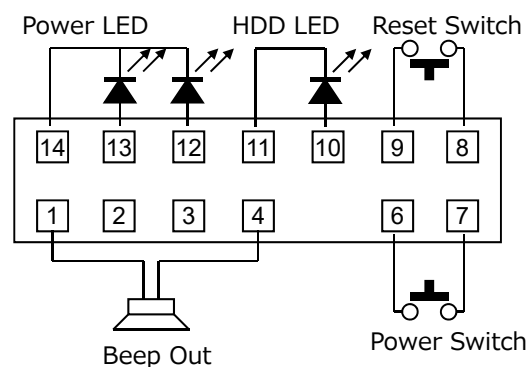 Power LED HDD LED Reset Switch
14 13 12 11 10 9 8
1 2 3 4 6 7
Beep Out Power Switch